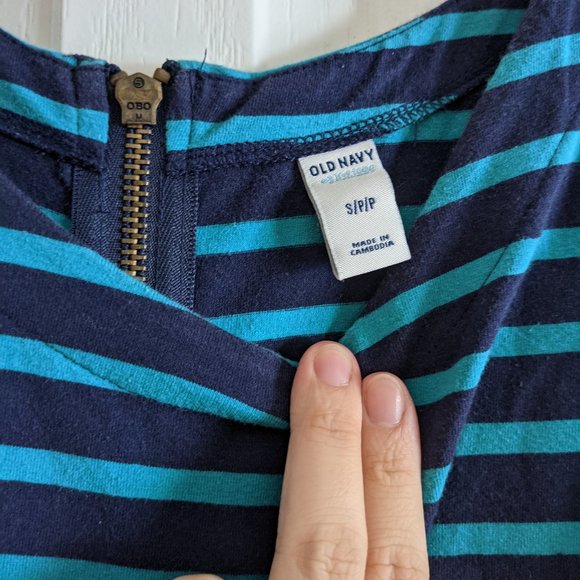 OBO
M
OLD NAVY
S/P/P
MADE IN
CAMBODIA